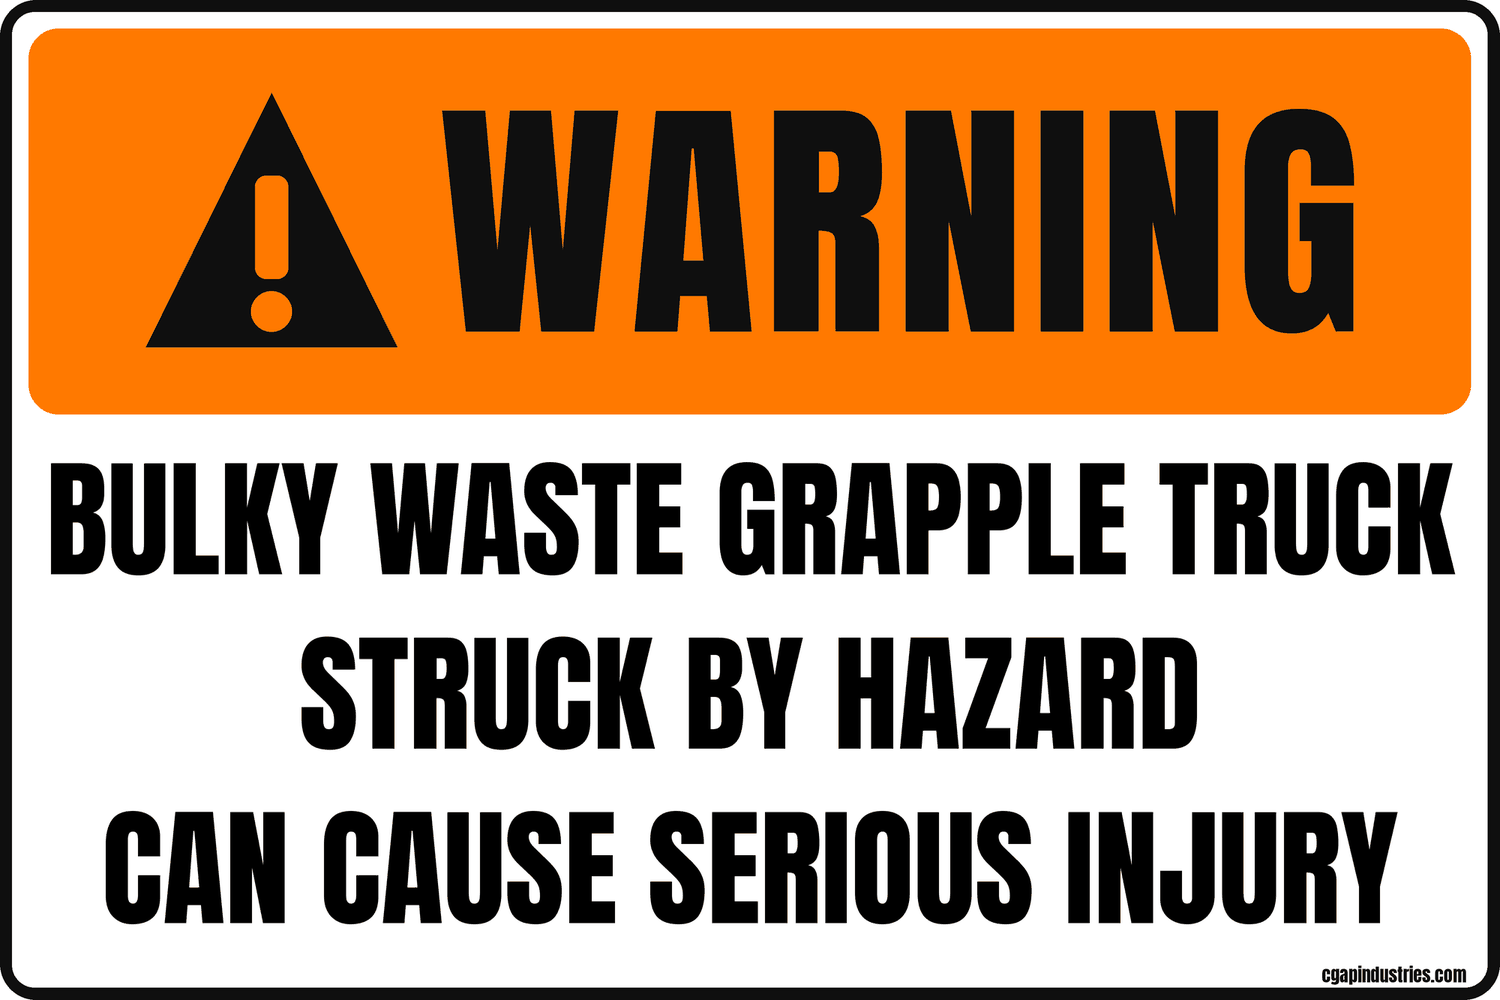 WARNING
BULKY WASTE GRAPPLE TRUCK
STRUCK BY HAZARD
CAN CAUSE SERIOUS INJURY
cgapindustries.com